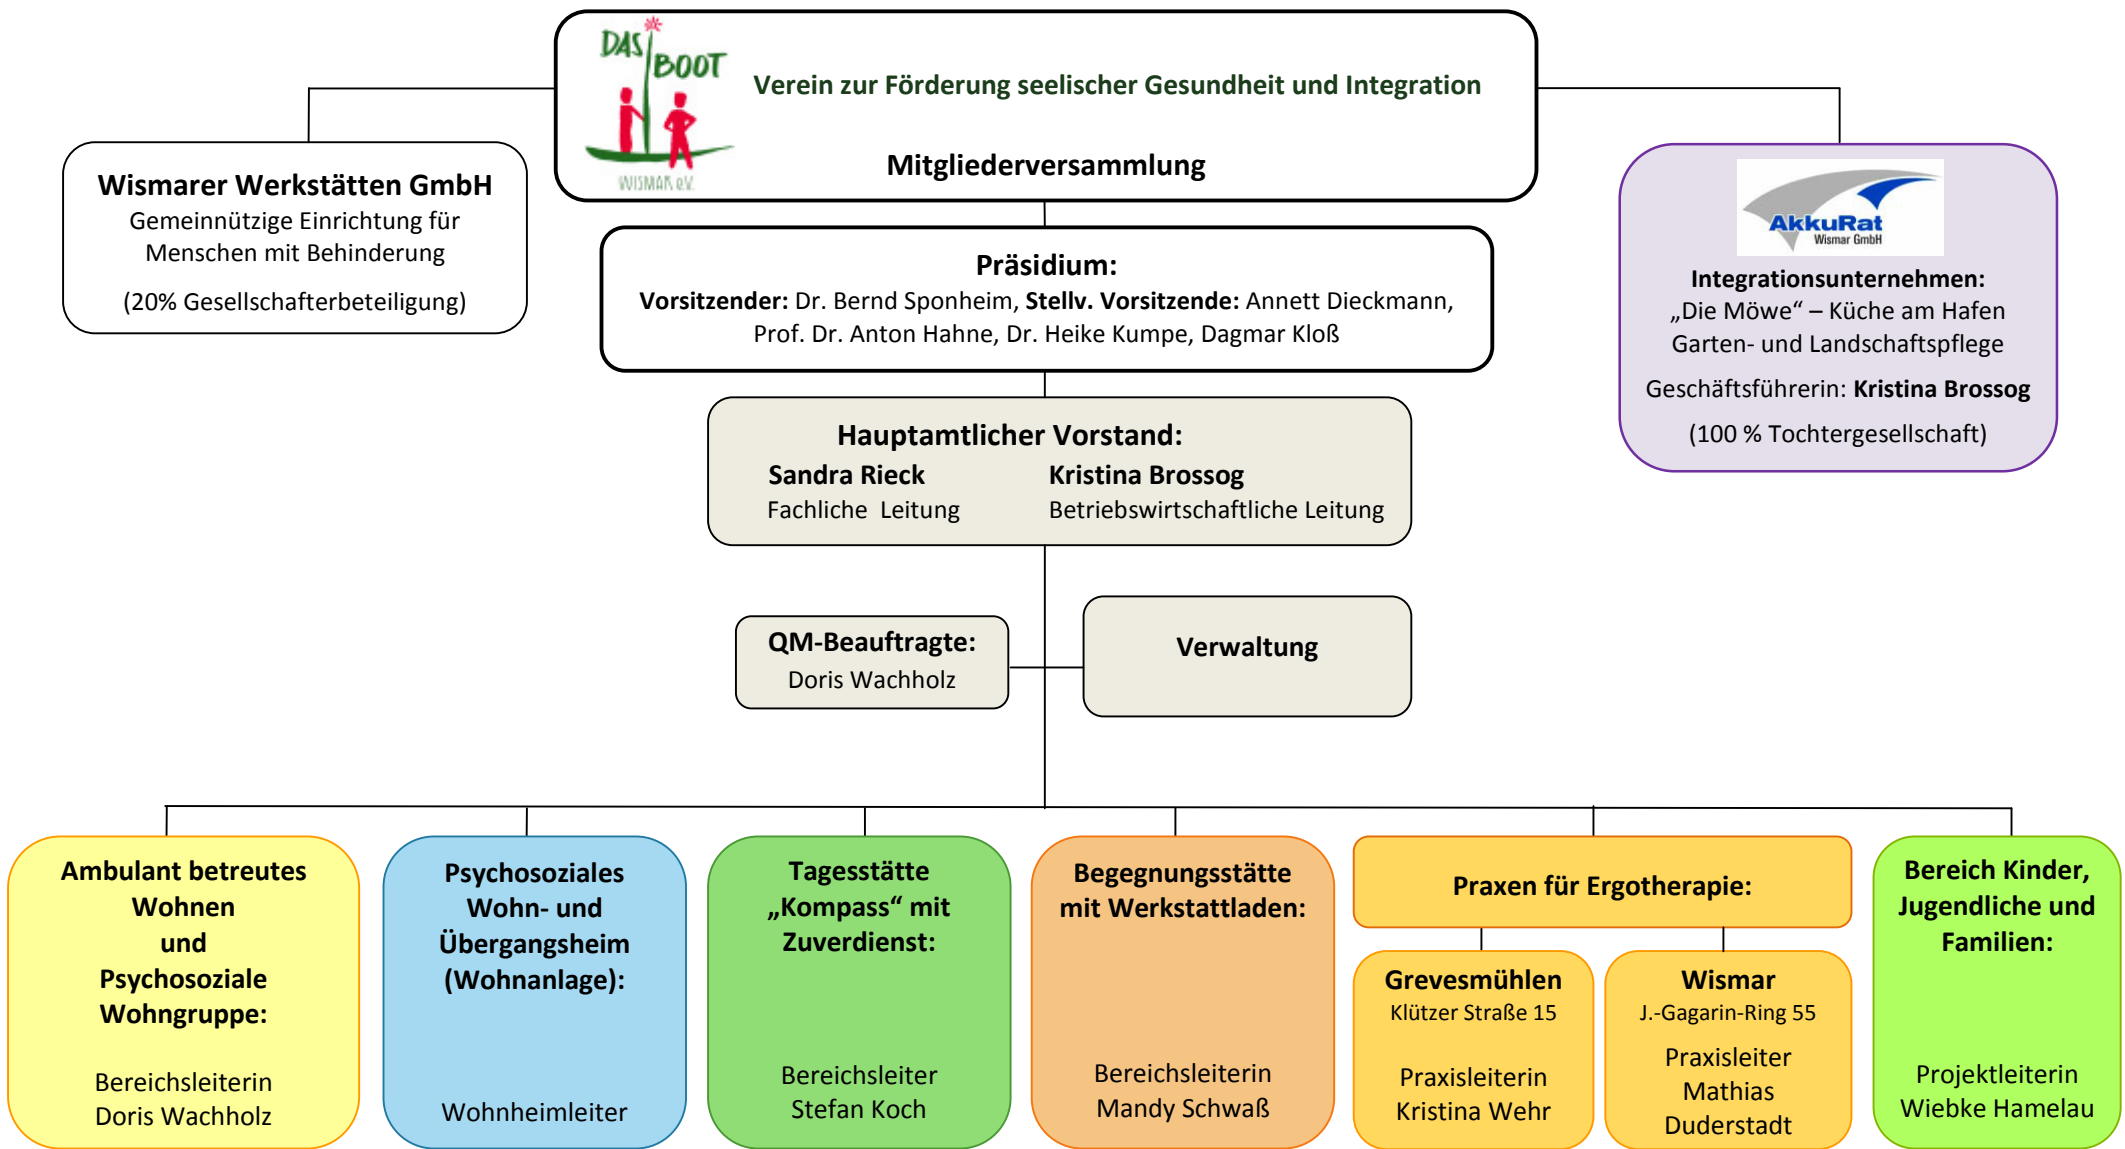 DAS
BOOT
WISMAR e.V.
Verein zur Förderung seelischer Gesundheit und Integration
Mitgliederversammlung
Wismarer Werkstätten GmbH
Gemeinnützige Einrichtung für
Menschen mit Behinderung
(20% Gesellschafterbeteiligung)
AkkuRat
Wismar GmbH
Integrationsunternehmen:
„Die Möwe“ – Küche am Hafen
Garten- und Landschaftspflege
Geschäftsführerin: Kristina Brossog
(100 % Tochtergesellschaft)
Präsidium:
Vorsitzender: Dr. Bernd Sponheim, Stellv. Vorsitzende: Annett Dieckmann,
Prof. Dr. Anton Hahne, Dr. Heike Kumpe, Dagmar Kloß
Hauptamtlicher Vorstand:
Sandra Rieck
Fachliche Leitung
Kristina Brossog
Betriebswirtschaftliche Leitung
QM-Beauftragte:
Doris Wachholz
Verwaltung
Ambulant betreutes
Wohnen
und
Psychosoziale
Wohngruppe:
Bereichsleiterin
Doris Wachholz
Psychosoziales
Wohn- und
Übergangsheim
(Wohnanlage):
Wohnheimleiter
Tagesstätte
„Kompass“ mit
Zuverdienst:
Bereichsleiter
Stefan Koch
Begegnungsstätte
mit Werkstattladen:
Bereichsleiterin
Mandy Schwaß
Praxen für Ergotherapie:
Grevesmühlen
Klützer Straße 15
Praxisleiterin
Kristina Wehr
Wismar
J.-Gagarin-Ring 55
Praxisleiter
Mathias
Duderstadt
Bereich Kinder,
Jugendliche und
Familien:
Projektleiterin
Wiebke Hamelau